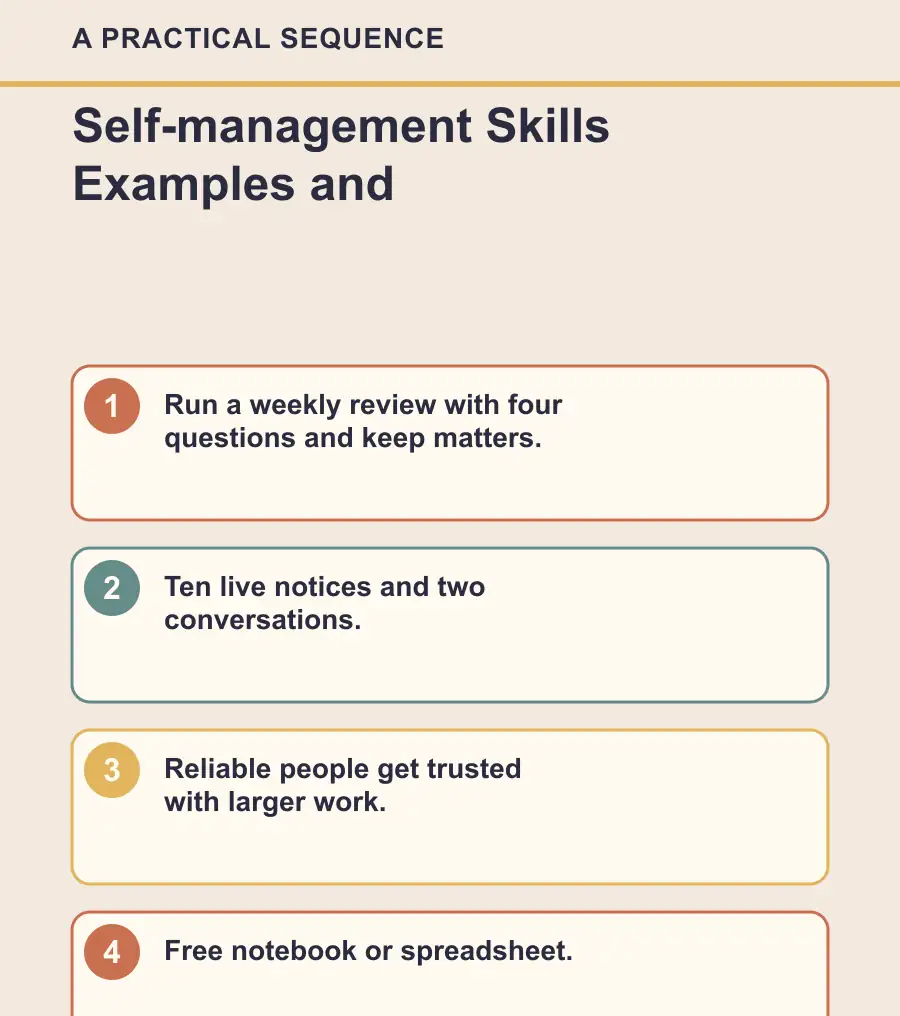 A PRACTICAL SEQUENCE
Self-management Skills
Examples and
1
Run a weekly review with four
questions and keep matters.
2
Ten live notices and two
conversations.
3
Reliable people get trusted
with larger work.
4
Free notebook or spreadsheet.